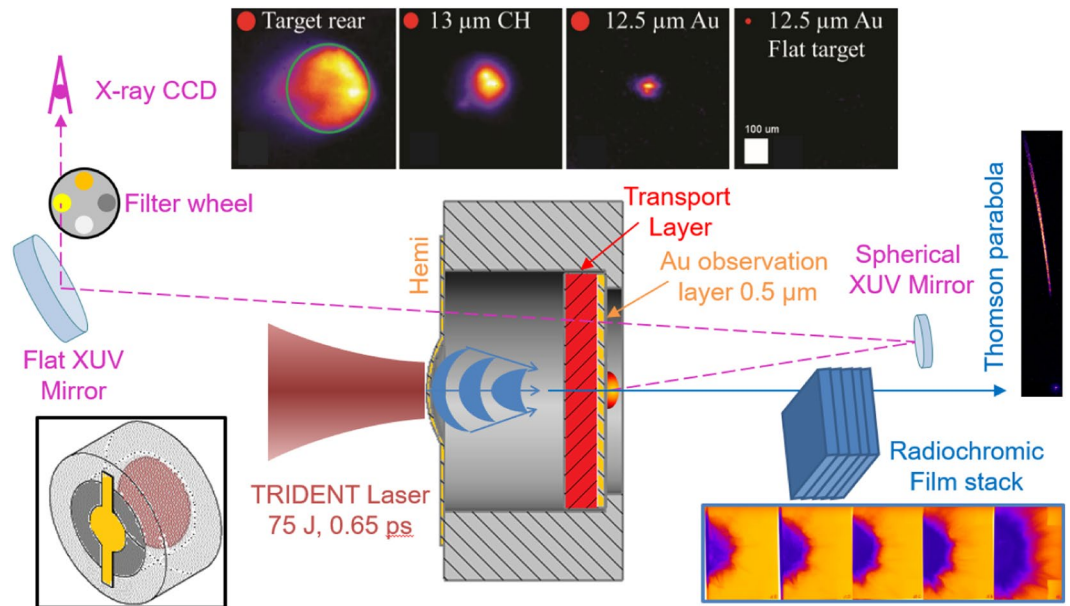 Target rear
13 µm CH
12.5 µm Au
12.5 µm Au
Flat target
100 um
X-ray CCD
Filter wheel
Flat XUV
Mirror
Hemi
Transport
Layer
Au observation
layer 0.5 µm
Spherical
XUV Mirror
Thomson parabola
TRIDENT Laser
75 J, 0.65 ps
Radiochromic
Film stack